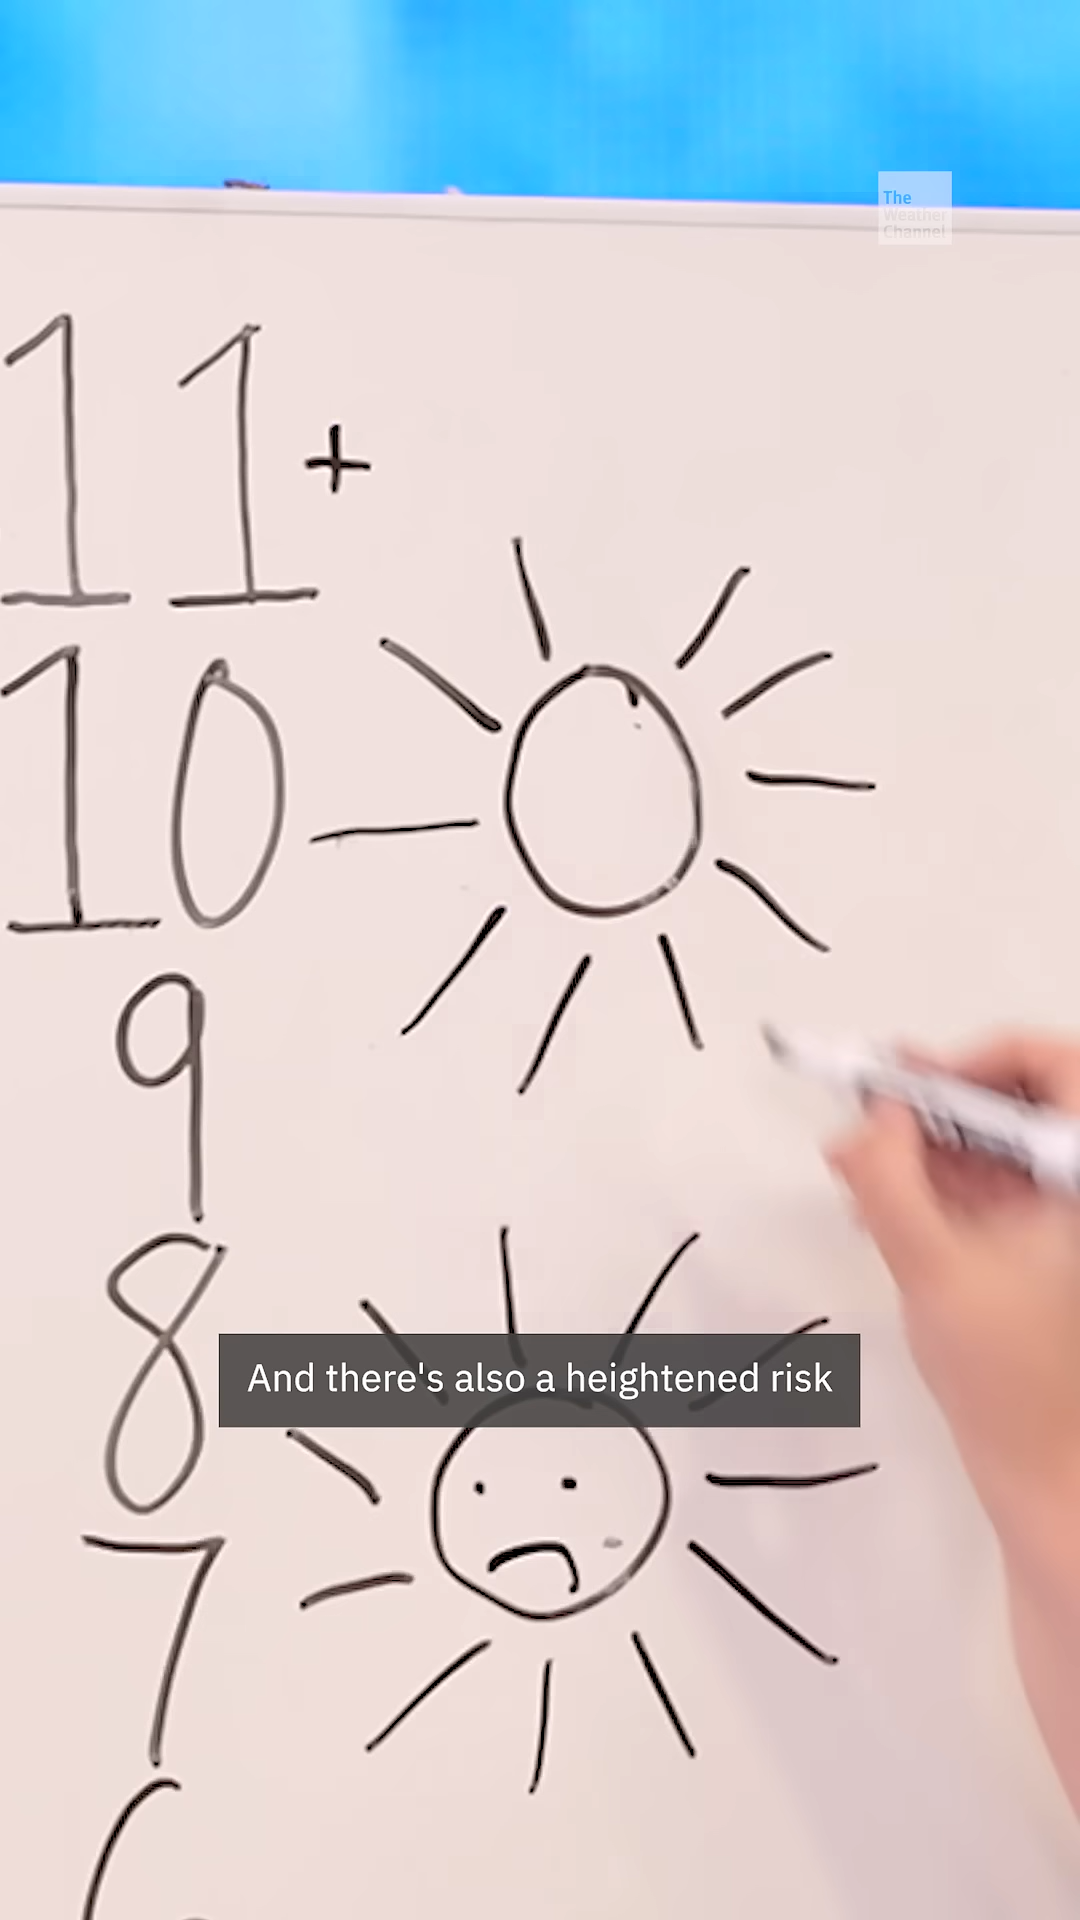 The
Weather
Channel
11+
10
9
8
And there's also a heightened risk
7